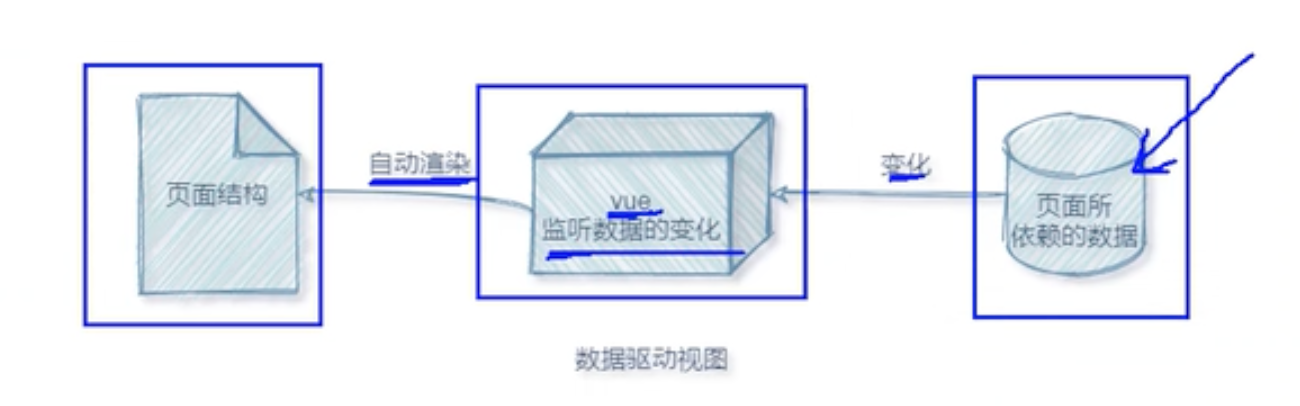 页面结构
自动渲染
vue
监听数据的变化
变化
页面所
依赖的数据
数据驱动视图